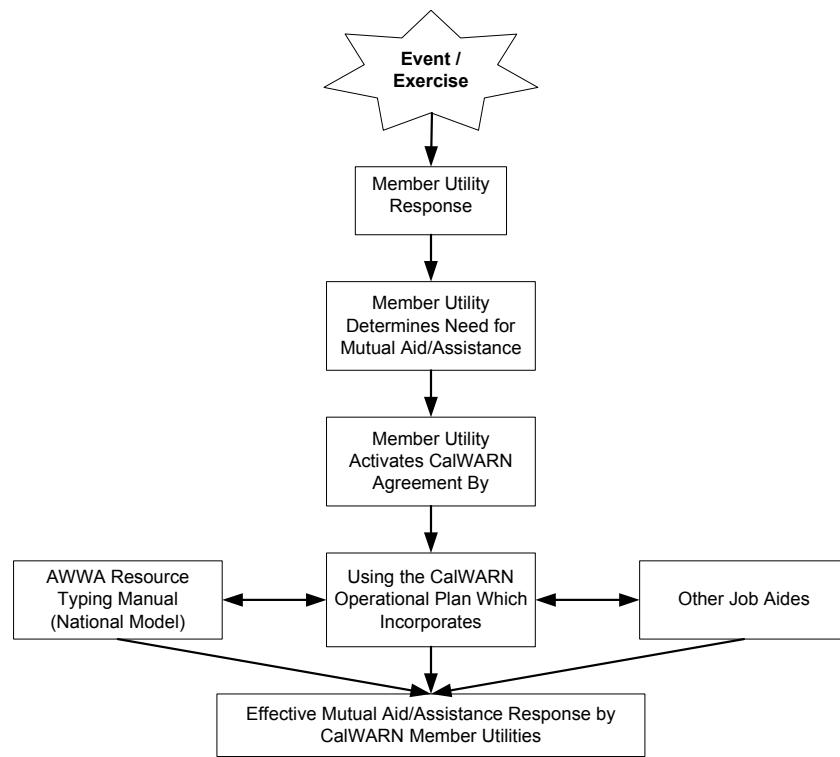 Event /
Exercise
Member Utility
Response
Member Utility
Determines Need for
Mutual Aid/Assistance
Member Utility
Activates CalWARN
Agreement By
AWWA Resource
Typing Manual
(National Model)
Using the CalWARN
Operational Plan Which
Incorporates
Other Job Aides
Effective Mutual Aid/Assistance Response by
CalWARN Member Utilities